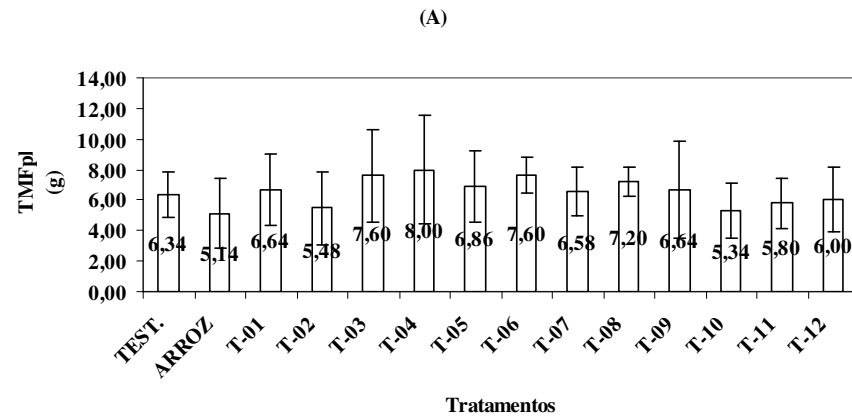 (A)
14,00
12,00
10,00
8,00
6,00
4,00
2,00
0,00
TMFpl
(g)
6,34
5,14
6,64
5,48
7,60
8,00
6,86
7,60
6,58
7,20
6,64
5,34
5,80
6,00
TEST.
ARROZ
T-01
T-02
T-03
T-04
T-05
T-06
T-07
T-08
T-09
T-10
T-11
T-12
Tratamentos